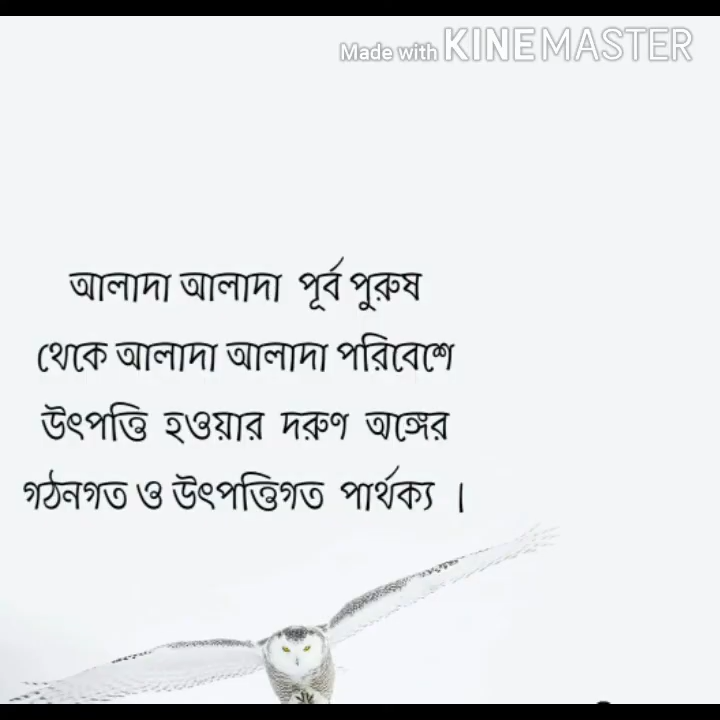 Made with KINEMASTER
আলাদা আলাদা পূর্ব পুরুষ
থেকে আলাদা আলাদা পরিবেশে
উৎপত্তি হওয়ার দরুণ অঙ্গের
গঠনগত ও উৎপত্তিগত পার্থক্য ।